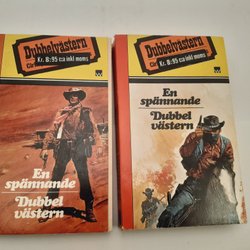 Dubbelvästern
Kr. 8:95 ca inkl moms
En
spännande
Dubbel
västern
Dubbelvästern
Kr. 8:95 ca inkl moms
En
spännande
Dubbel
västern